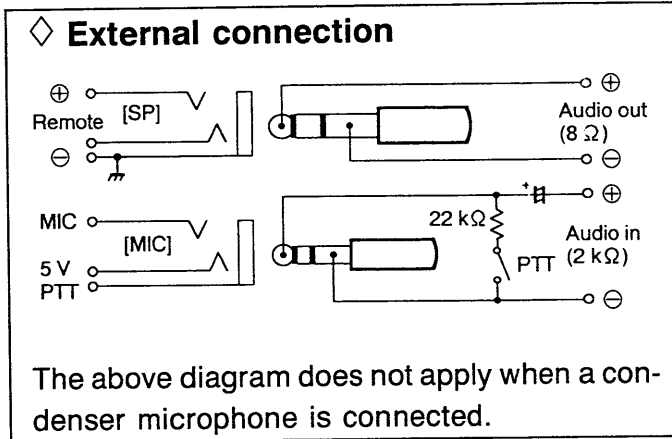 ◇ External connection
⊕
Remote
⊖
[SP]
⊕
Audio out
(8 Ω)
⊖
MIC
[MIC]
5 V
PTT
+
22 kΩ
PTT
⊕
Audio in
(2 kΩ)
⊖
The above diagram does not apply when a con-
denser microphone is connected.